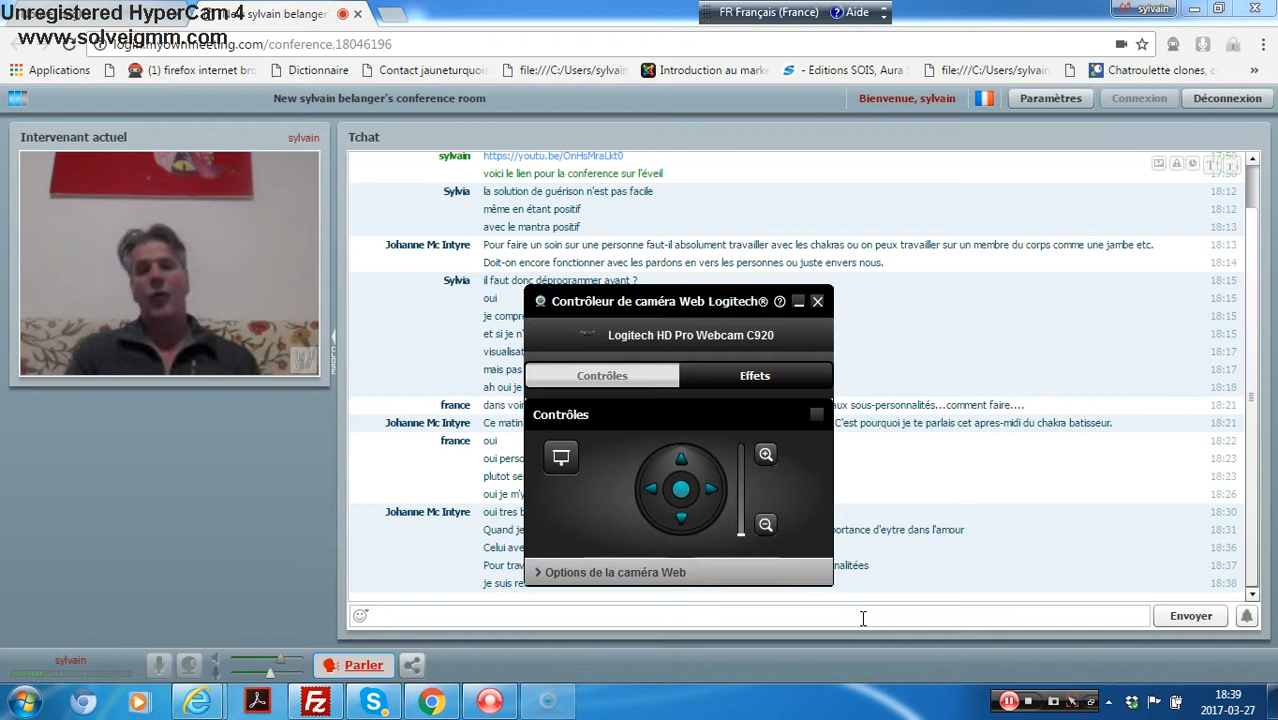 Unregistered HyperCam 4
www.solveigmm.com
sylvain belanger
FR Français (France)
Aide
sylvain
login.myownmeeting.com/conference,18046196
Applications
(1) firefox internet bro
Dictionnaire
Contact jauneturquois
file:///C:/Users/sylvain
Introduction au marke
- Editions SOIS, Aura S
file:///C:/Users/sylvain
Chatroulette clones, c
»
New sylvain belanger's conference room
Bienvenue, sylvain
Paramètres
Connexion
Déconnexion
Intervenant actuel
sylvain
Tchat
sylvain https://youtu.be/OnHsMraLkt0 17:50
voici le lien pour la conference sur l'éveil 17:50
Sylvia la solution de guérison n'est pas facile 18:12
même en étant positif 18:12
avec le mantra positif 18:13
Johanne Mc Intyre Pour faire un soin sur une personne faut-il absolument travailler avec les chakras ou on peux travailler sur un membre du corps comme une jambe etc. 18:13
Doit-on encore fonctionner avec les pardons en vers les personnes ou juste envers nous. 18:14
Sylvia il faut donc déprogrammer avant ? 18:15
oui 18:15
je compre 18:15
et si je n' 18:15
visualisat 18:17
mais pas 18:17
ah oui je 18:18
france dans voir aux sous-personnalités...comment faire.... 18:21
Johanne Mc Intyre Ce matin C'est pourquoi je te parlais cet apres-midi du chakra batisseur. 18:21
france oui 18:22
oui perso 18:23
plutot se 18:23
oui je m'y 18:26
Johanne Mc Intyre oui tres b 18:30
Quand je portance d'eytre dans l'amour 18:31
Celui ave 18:36
Pour trav nalitées 18:37
je suis re 18:38
Contrôleur de caméra Web Logitech®
Logitech HD Pro Webcam C920
Contrôles
Effets
Contrôles
Options de la caméra Web
Envoyer
sylvain
Parler
18:39
2017-03-27